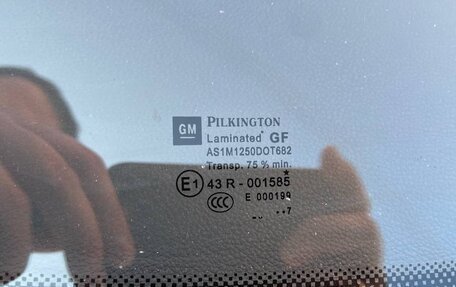 GM PILKINGTON
Laminated GF
AS1M1250DOT682
Transp. 75 % min.
E1 43 R - 001585
CCC E 000199